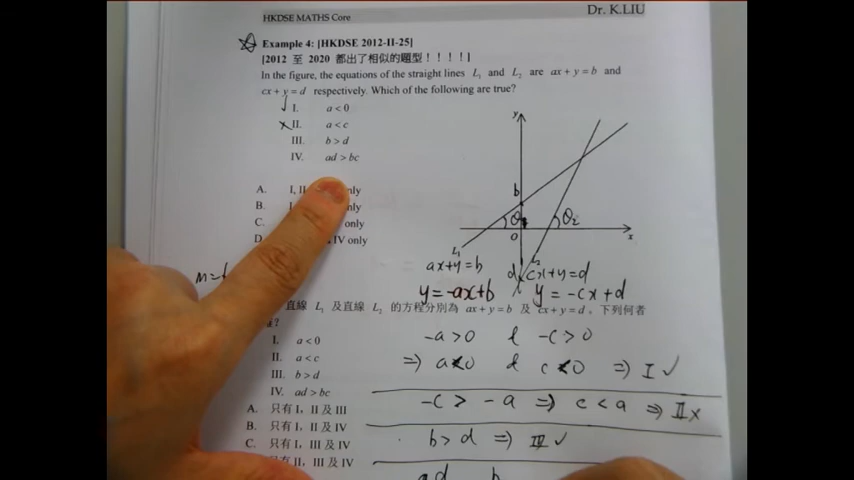 HKDSE MATHS Core
Dr. K.LIU
Example 4: [HKDSE 2012-II-25]
[2012 至 2020 都出了相似的題型！！！！]
In the figure, the equations of the straight lines L₁ and L₂ are ax + y = b and
cx + y = d respectively. Which of the following are true?
I. a < 0
II. a < c
III. b > d
IV. ad > bc
A. I, II only
B. only
C. only
D. IV only
y
b
θ
θ₂
O
x
L₁
L₂
d
ax+y=b
cx+y=d
y=-ax+b
y=-cx+d
直線 L₁ 及直線 L₂ 的方程分別為 ax + y = b 及 cx + y = d。下列何者
I. a < 0
II. a < c
III. b > d
IV. ad > bc
A. 只有 I，II 及 III
B. 只有 I，II 及 IV
C. 只有 I，III 及 IV
只有 II，III 及 IV
-a>0 & -c>0
⇒ a<0 & c<0 ⇒ I ✓
-c > -a ⇒ c < a ⇒ II x
b > d ⇒ III ✓
ad b